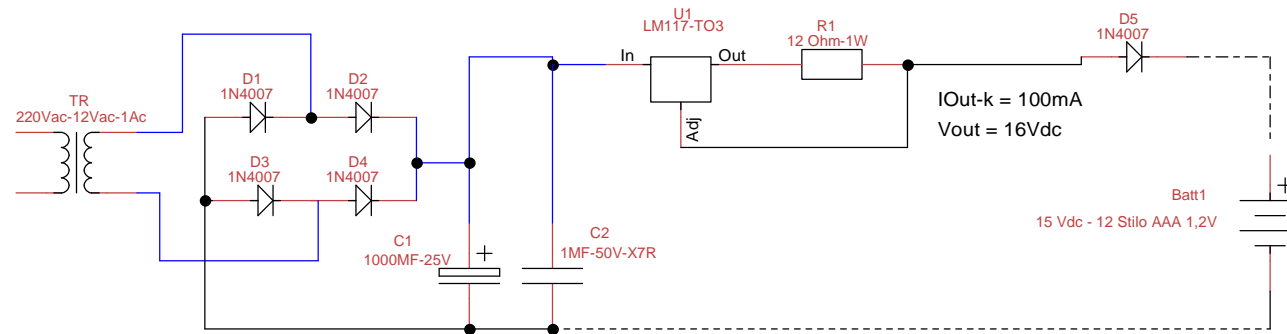 TR
220Vac-12Vac-1Ac
D1
1N4007
D2
1N4007
D3
1N4007
D4
1N4007
C1
1000MF-25V
+
C2
1MF-50V-X7R
U1
LM117-TO3
In
Out
Adj
R1
12 Ohm-1W
D5
1N4007
IOut-k = 100mA
Vout = 16Vdc
Batt1
+
15 Vdc - 12 Stilo AAA 1,2V